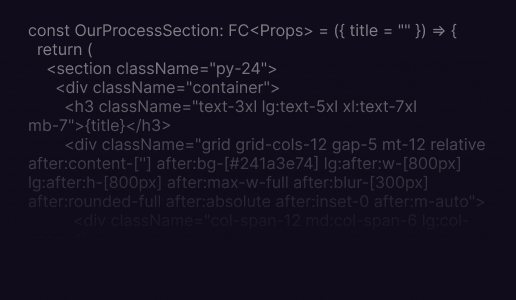 const OurProcessSection: FC<Props> = ({ title = "" }) => {
return (
<section className="py-24">
<div className="container">
<h3 className="text-3xl lg:text-5xl xl:text-7xl
mb-7">{title}</h3>
<div className="grid grid-cols-12 gap-5 mt-12 relative
after:content-[''] after:bg-[#241a3e74] lg:after:w-[800px]
lg:after:h-[800px] after:max-w-full after:blur-[300px]
after:rounded-full after:absolute after:inset-0 after:m-auto">
<div className="col-span-12 md:col-span-6 lg:col-